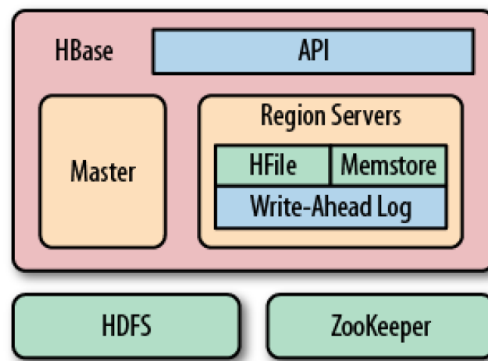 HBase API
Master
Region Servers
HFile Memstore
Write-Ahead Log
HDFS ZooKeeper